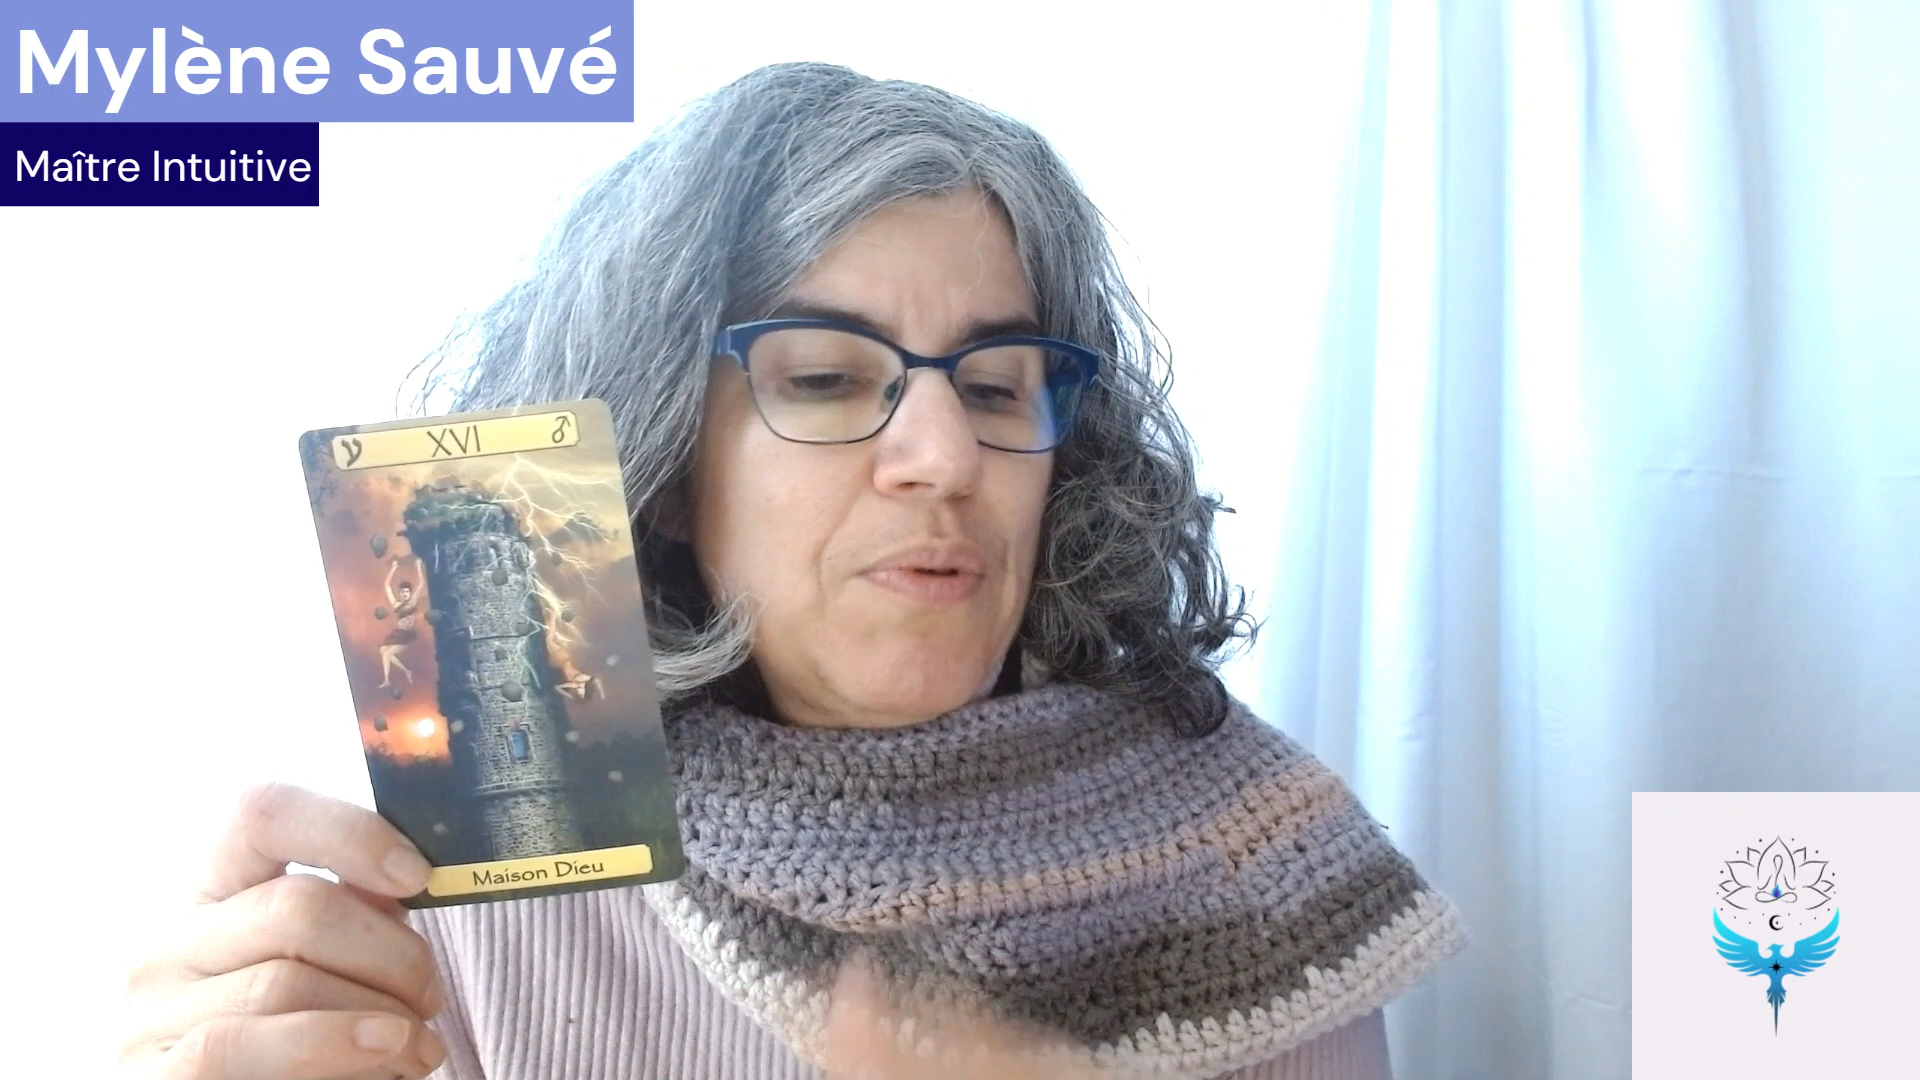 Mylène Sauvé
Maître Intuitive
ע XVI ♂
Maison Dieu